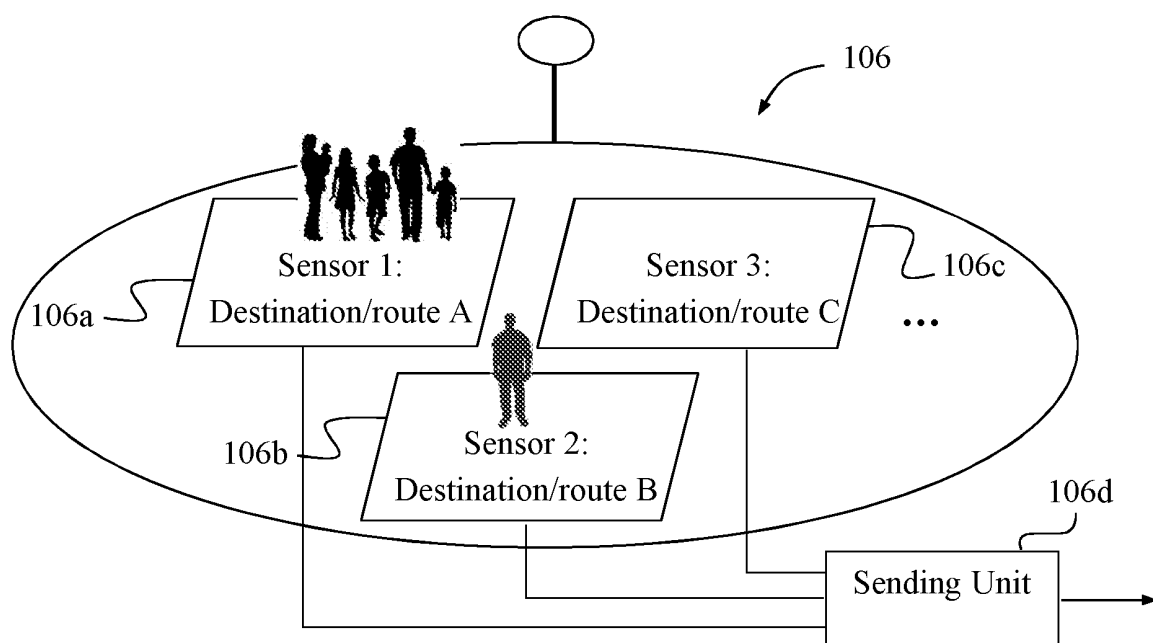 106
Sensor 1:
Destination/route A
Sensor 3:
Destination/route C
106c
106a
...
Sensor 2:
Destination/route B
106b
106d
Sending Unit